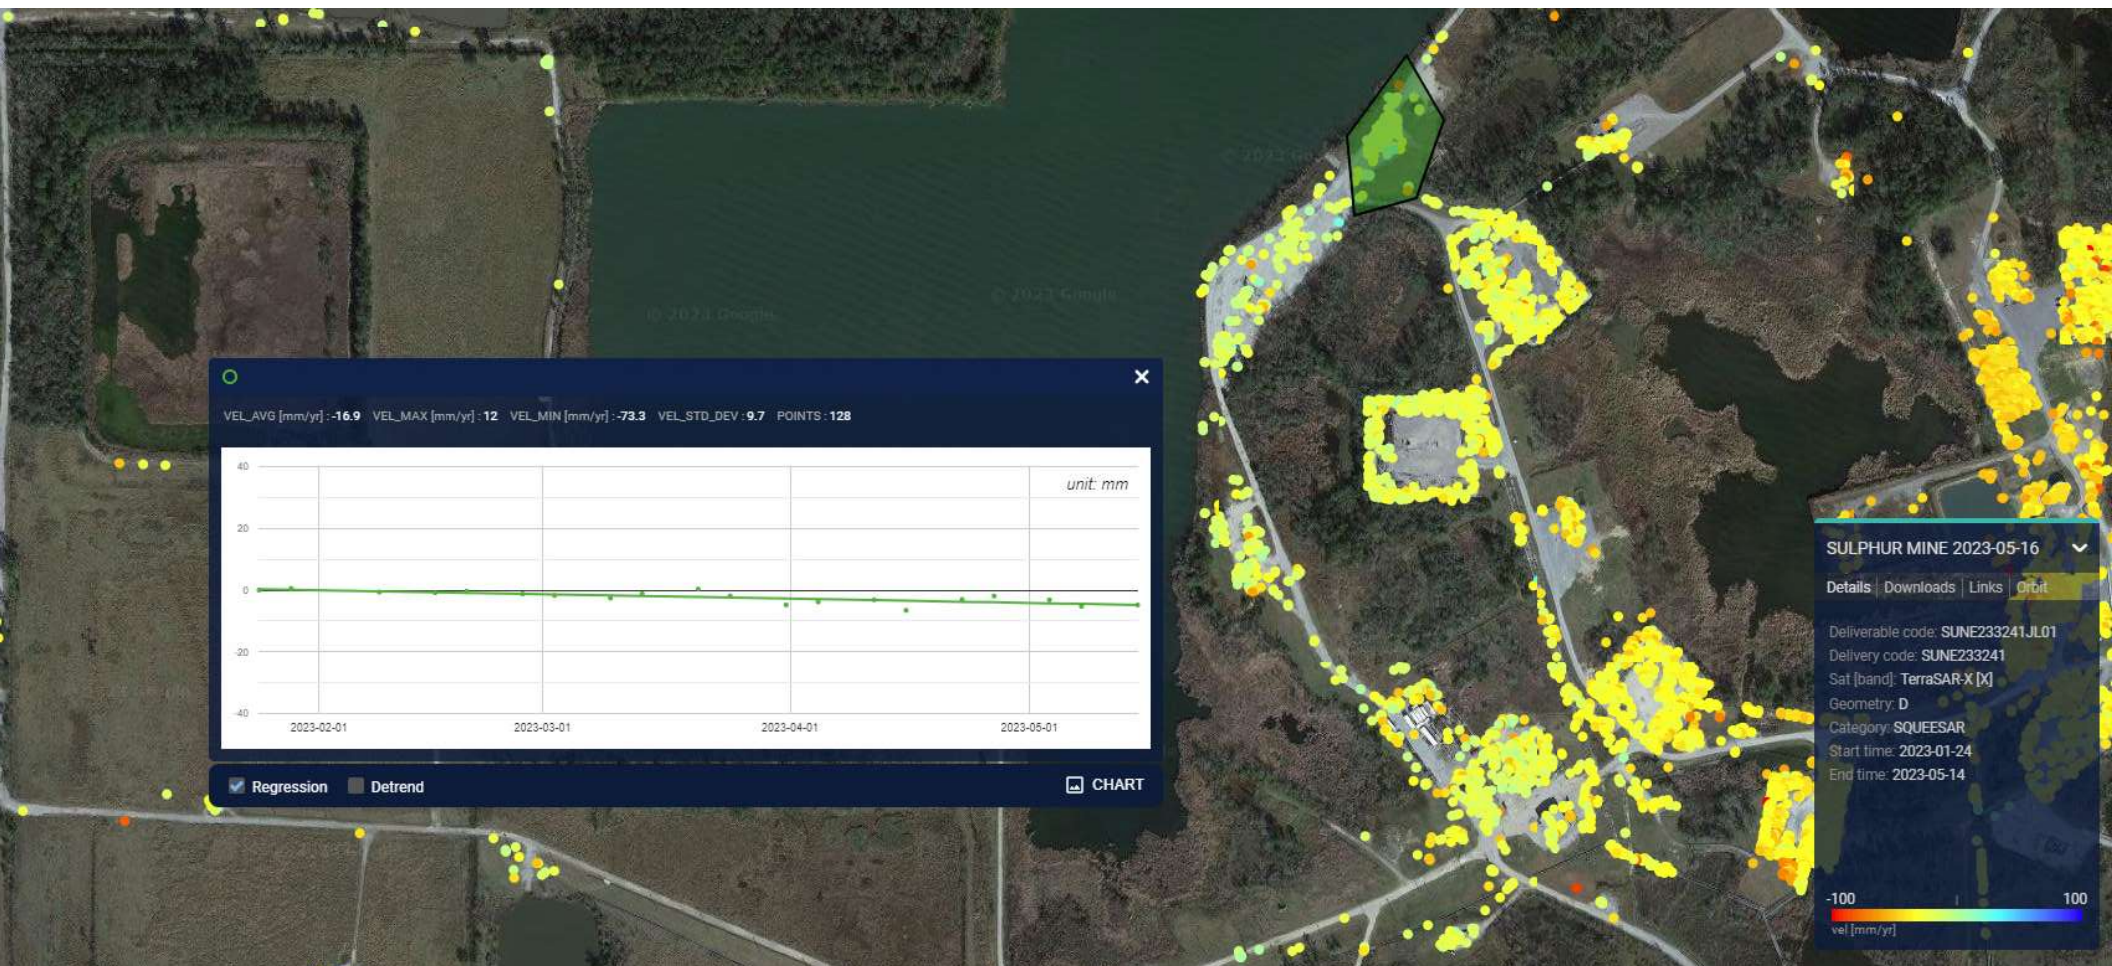 © 2023 Google
© 2023 Google
VEL_AVG [mm/yr] : -16.9 VEL_MAX [mm/yr] : 12 VEL_MIN [mm/yr] : -73.3 VEL_STD_DEV : 9.7 POINTS : 128
unit: mm
40
20
0
-20
-40
2023-02-01 2023-03-01 2023-04-01 2023-05-01
Regression Detrend CHART
SULPHUR MINE 2023-05-16
Details | Downloads | Links | Orbit
Deliverable code: SUNE233241JL01
Delivery code: SUNE233241
Sat [band]: TerraSAR-X [X]
Geometry: D
Category: SQUEESAR
Start time: 2023-01-24
End time: 2023-05-14
-100 100
vel [mm/yr]